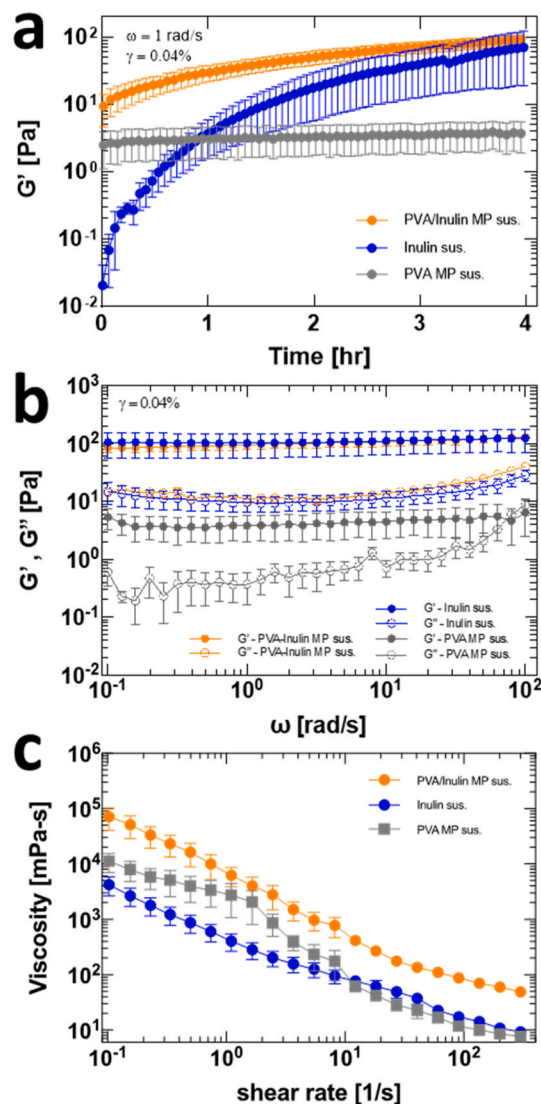 a
ω = 1 rad/s
γ = 0.04%
G' [Pa]
10²
10¹
10⁰
10⁻¹
10⁻²
PVA/Inulin MP sus.
Inulin sus.
PVA MP sus.
0 1 2 3 4
Time [hr]
b
γ = 0.04%
G' , G" [Pa]
10³
10²
10¹
10⁰
10⁻¹
10⁻²
G' - Inulin sus.
G" - Inulin sus.
G' - PVA-Inulin MP sus. G' - PVA MP sus.
G" - PVA-Inulin MP sus. G" - PVA MP sus.
10⁻¹ 10⁰ 10¹ 10²
ω [rad/s]
c
Viscosity [mPa-s]
10⁶
10⁵
10⁴
10³
10²
10¹
PVA/Inulin MP sus.
Inulin sus.
PVA MP sus.
10⁻¹ 10⁰ 10¹ 10²
shear rate [1/s]